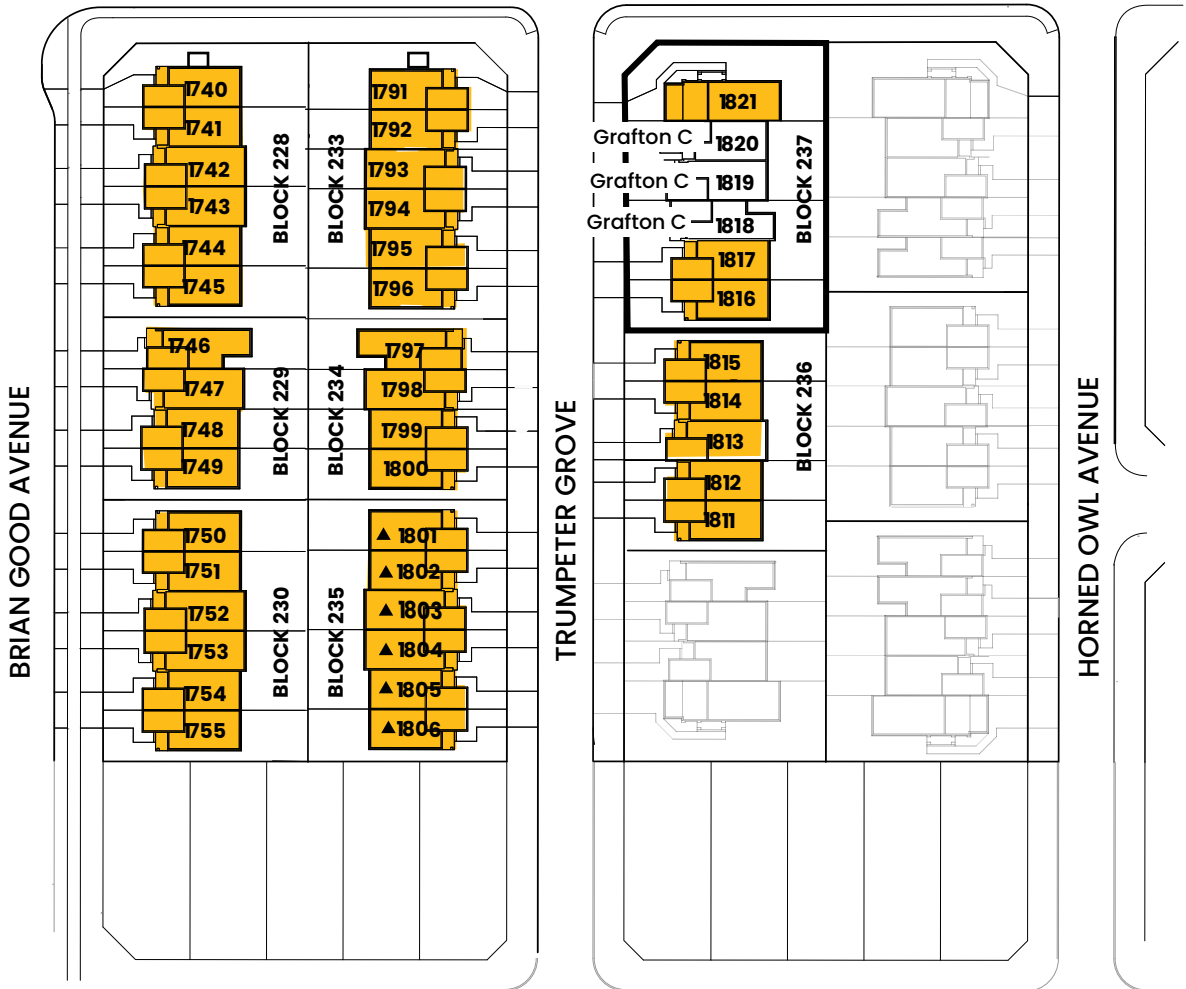 BRIAN GOOD AVENUE
1740
1741
1742
1743
1744
1745
BLOCK 228
1746
1747
1748
1749
BLOCK 229
1750
1751
1752
1753
1754
1755
BLOCK 230
BLOCK 233
1791
1792
1793
1794
1795
1796
BLOCK 234
1797
1798
1799
1800
BLOCK 235
▲ 1801
▲ 1802
▲ 1803
▲ 1804
▲ 1805
▲ 1806
TRUMPETER GROVE
1821
Grafton C 1820
Grafton C 1819
Grafton C 1818
1817
1816
BLOCK 237
1815
1814
1813
1812
1811
BLOCK 236
HORNED OWL AVENUE